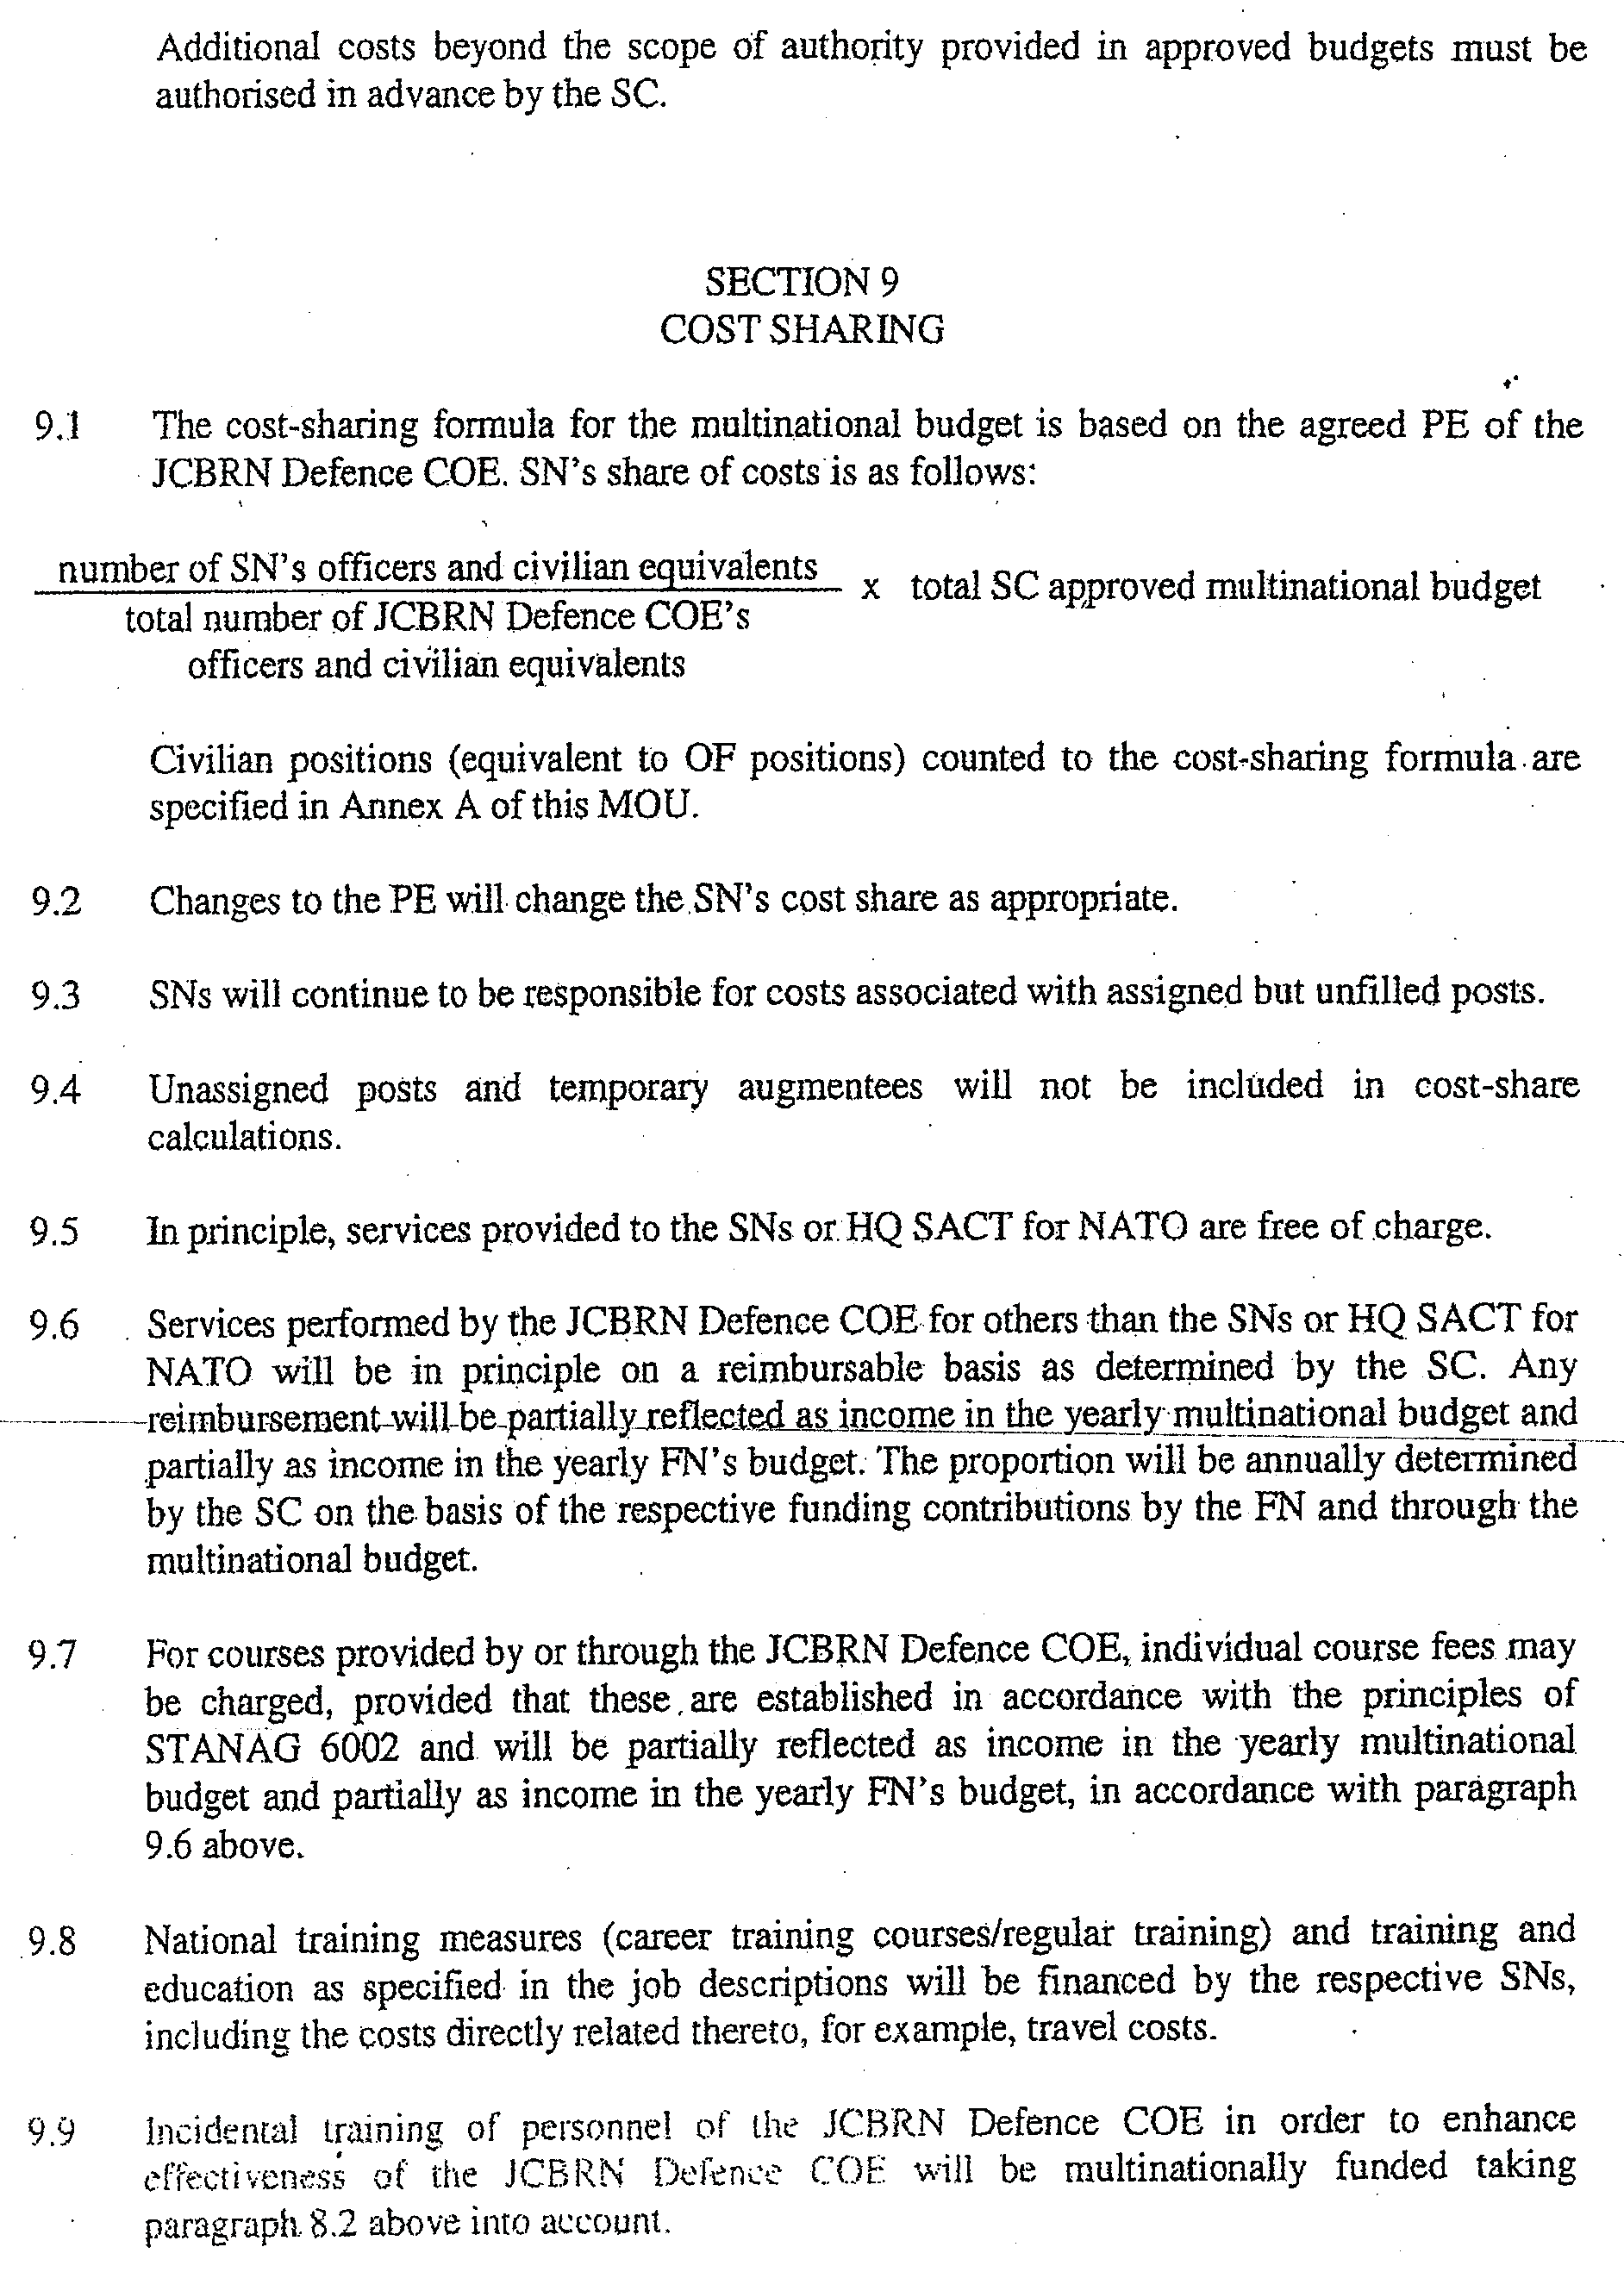 Additional costs beyond the scope of authority provided in approved budgets must be
authorised in advance by the SC.
SECTION 9
COST SHARING
9.1 The cost-sharing formula for the multinational budget is based on the agreed PE of the
JCBRN Defence COE. SN's share of costs is as follows:
number of SN's officers and civilian equivalents x total SC approved multinational budget
total number of JCBRN Defence COE's
officers and civilian equivalents
Civilian positions (equivalent to OF positions) counted to the cost-sharing formula are
specified in Annex A of this MOU.
9.2 Changes to the PE will change the SN's cost share as appropriate.
9.3 SNs will continue to be responsible for costs associated with assigned but unfilled posts.
9.4 Unassigned posts and temporary augmentees will not be included in cost-share
calculations.
9.5 In principle, services provided to the SNs or HQ SACT for NATO are free of charge.
9.6 Services performed by the JCBRN Defence COE for others than the SNs or HQ SACT for
NATO will be in principle on a reimbursable basis as determined by the SC. Any
reimbursement will be partially reflected as income in the yearly multinational budget and
partially as income in the yearly FN's budget. The proportion will be annually determined
by the SC on the basis of the respective funding contributions by the FN and through the
multinational budget.
9.7 For courses provided by or through the JCBRN Defence COE, individual course fees may
be charged, provided that these are established in accordance with the principles of
STANAG 6002 and will be partially reflected as income in the yearly multinational
budget and partially as income in the yearly FN's budget, in accordance with paragraph
9.6 above.
9.8 National training measures (career training courses/regular training) and training and
education as specified in the job descriptions will be financed by the respective SNs,
including the costs directly related thereto, for example, travel costs.
9.9 Incidental training of personnel of the JCBRN Defence COE in order to enhance
effectiveness of the JCBRN Defence COE will be multinationally funded taking
paragraph 8.2 above into account.